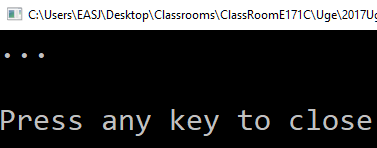 C:\Users\EASJ\Desktop\Classrooms\ClassRoomE171C\Uge\2017Ug
...
Press any key to close